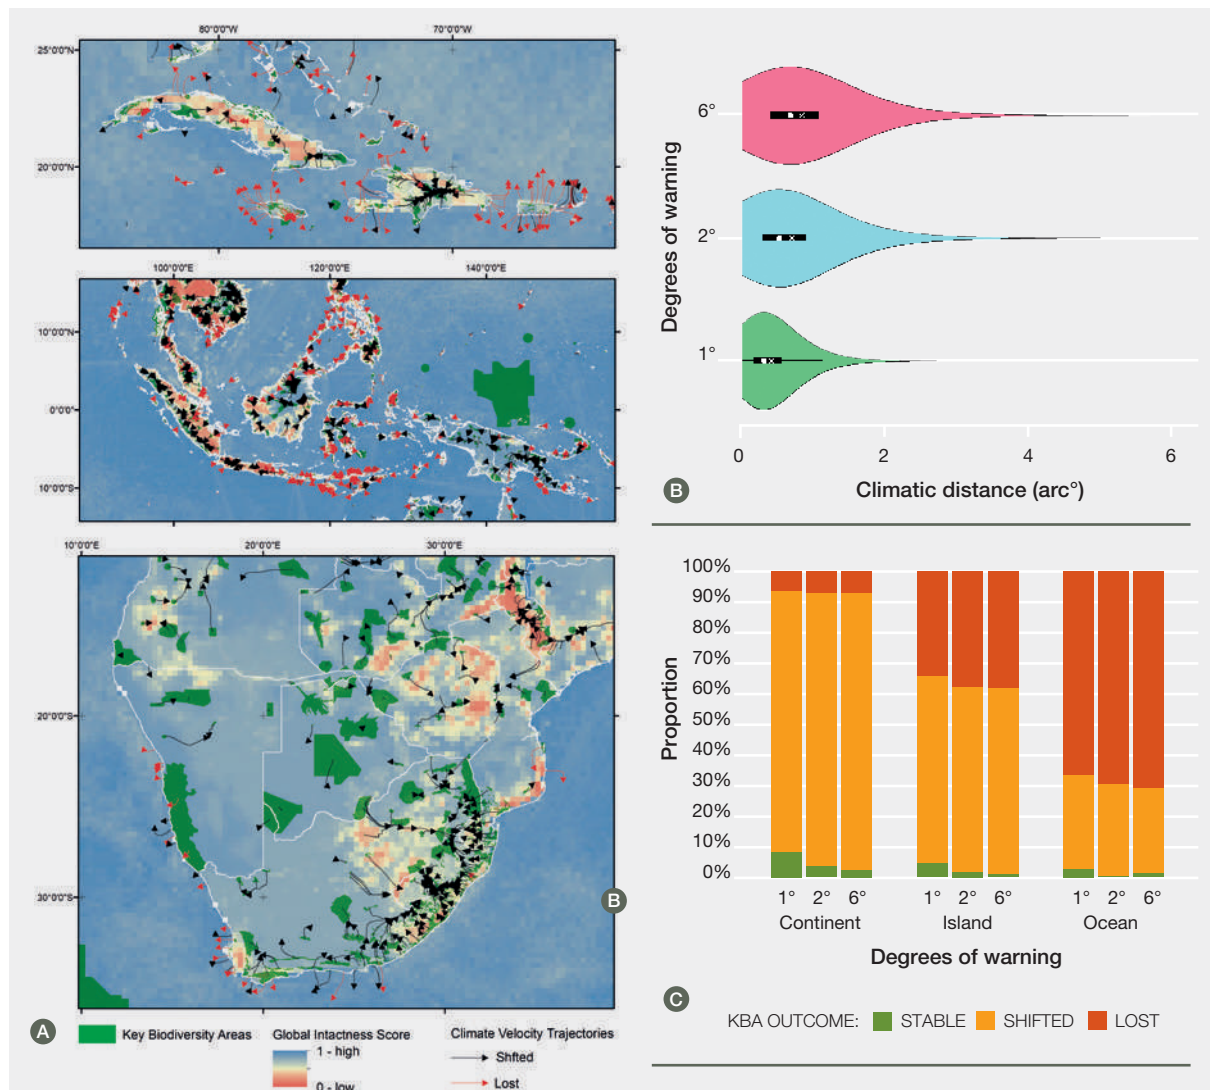 80°0'0"W 70°0'0"W
25°0'0"N
20°0'0"N
100°0'0"E 120°0'0"E 140°0'0"E
10°0'0"N
0°0'0"
10°0'0"S
10°0'0"E 20°0'0"E 30°0'0"E
20°0'0"S
30°0'0"S
B
A
Key Biodiversity Areas
Global Intactness Score
1 - high
0 - low
Climate Velocity Trajectories
Shfted
Lost
Degrees of warning
6°
2°
1°
0 2 4 6
B
Climatic distance (arc°)
Proportion
100%
90%
80%
70%
60%
50%
40%
30%
20%
10%
0%
1° 2° 6° 1° 2° 6° 1° 2° 6°
Continent Island Ocean
Degrees of warning
C
KBA OUTCOME: STABLE SHIFTED LOST